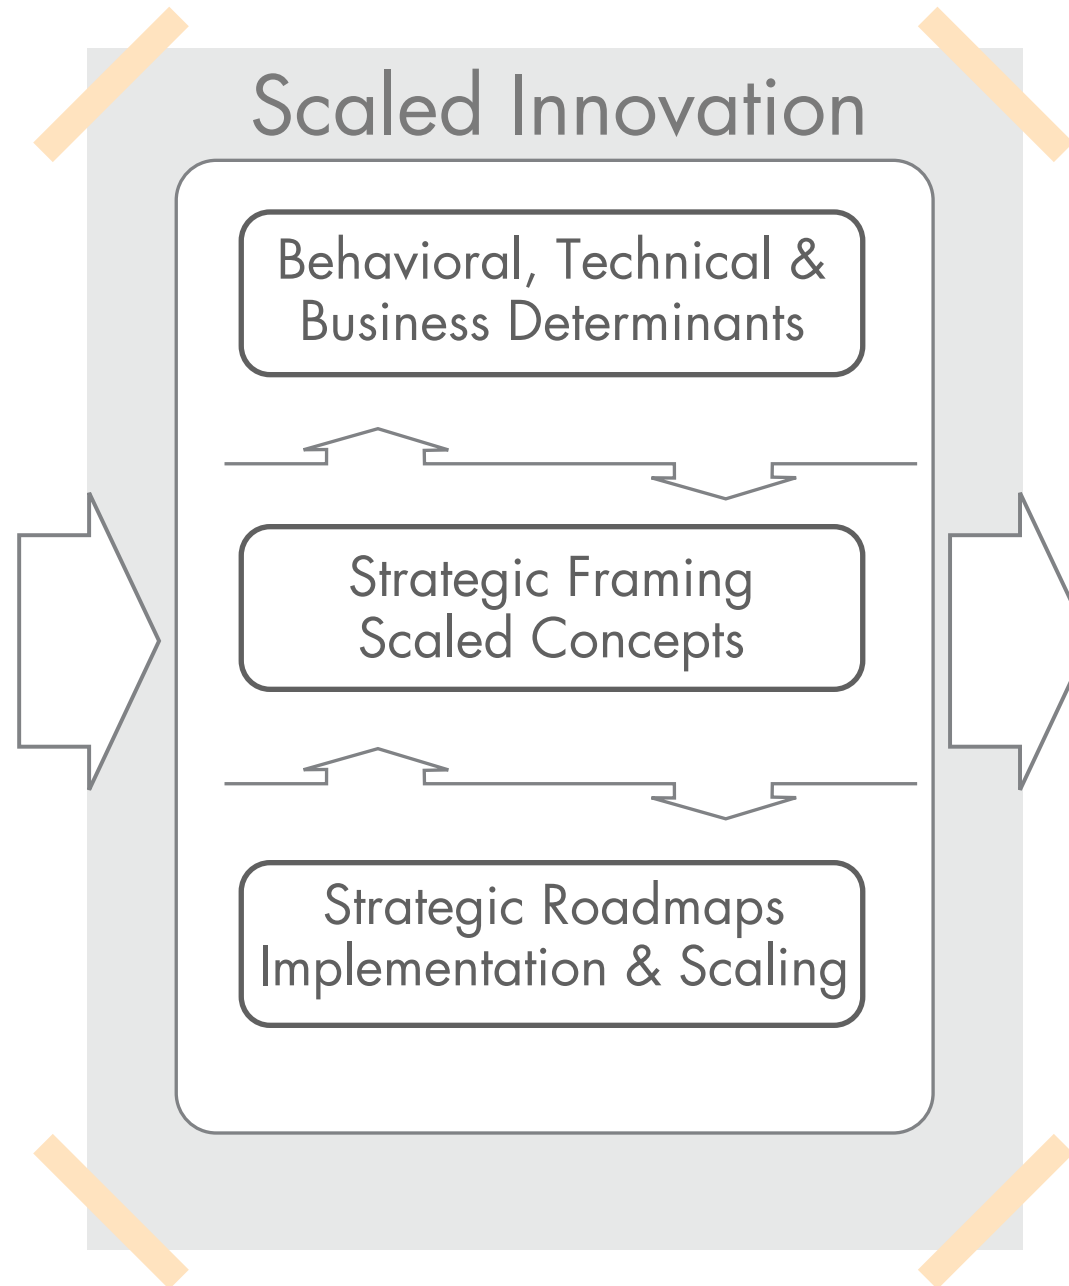 Scaled Innovation
Behavioral, Technical &
Business Determinants
Strategic Framing
Scaled Concepts
Strategic Roadmaps
Implementation & Scaling